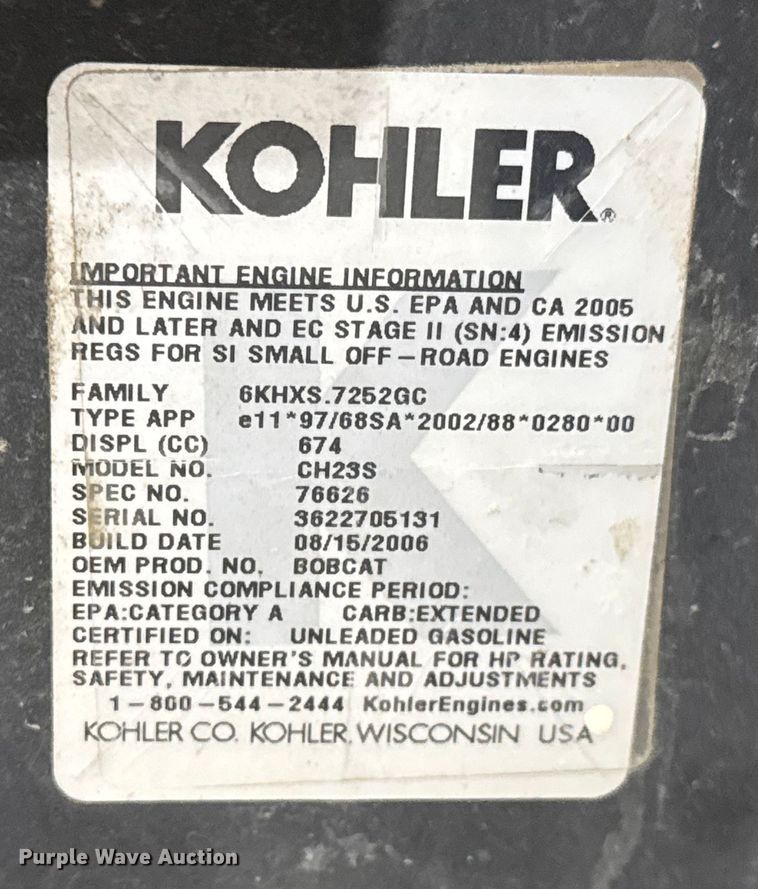 KOHLER®
IMPORTANT ENGINE INFORMATION
THIS ENGINE MEETS U.S. EPA AND CA 2005
AND LATER AND EC STAGE II (SN:4) EMISSION
REGS FOR SI SMALL OFF-ROAD ENGINES
FAMILY 6KHXS.7252GC
TYPE APP e11*97/68SA*2002/88*0280*00
DISPL (CC) 674
MODEL NO. CH23S
SPEC NO. 76626
SERIAL NO. 3622705131
BUILD DATE 08/15/2006
OEM PROD. NO. BOBCAT
EMISSION COMPLIANCE PERIOD:
EPA:CATEGORY A CARB:EXTENDED
CERTIFIED ON: UNLEADED GASOLINE
REFER TO OWNER'S MANUAL FOR HP RATING,
SAFETY, MAINTENANCE AND ADJUSTMENTS
1-800-544-2444 KohlerEngines.com
KOHLER CO. KOHLER, WISCONSIN USA
Purple Wave Auction